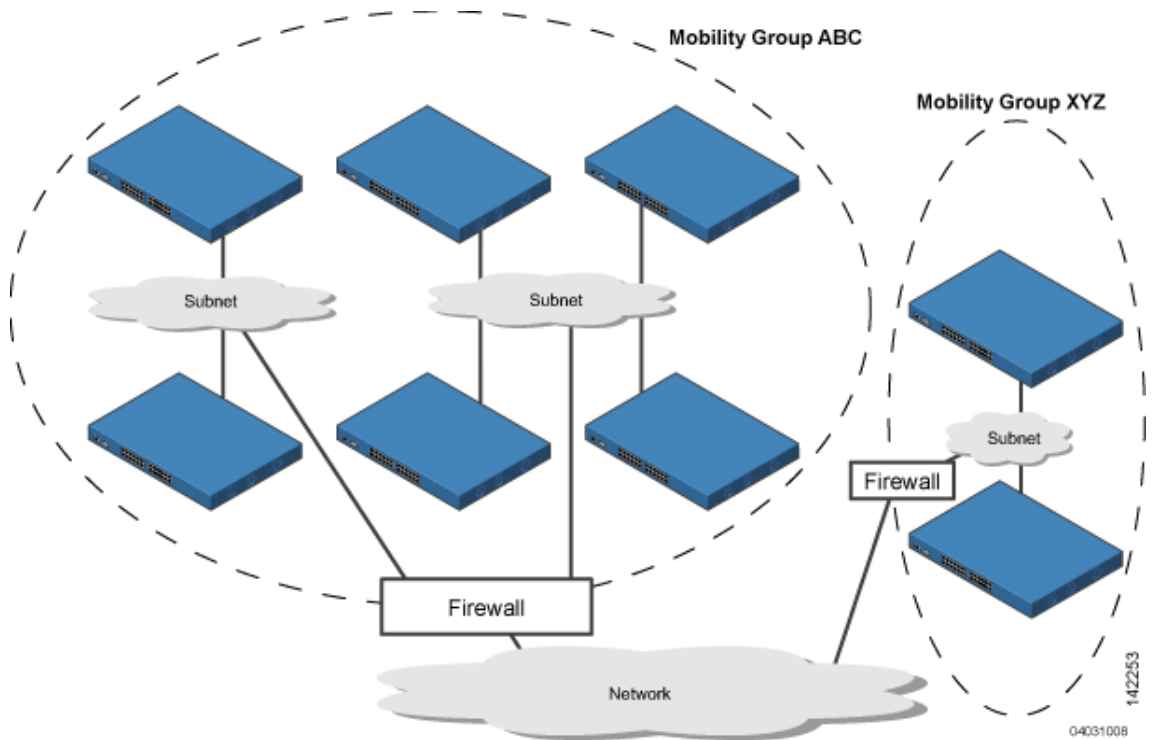 Mobility Group ABC
Mobility Group XYZ
Subnet
Subnet
Subnet
Firewall
Firewall
Network
142253
04031008